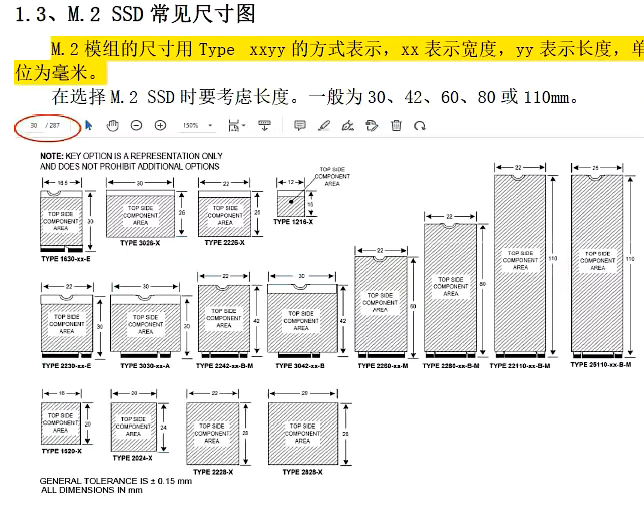 1.3、M.2 SSD 常见尺寸图
M.2 模组的尺寸用 Type xxyy 的方式表示，xx 表示宽度，yy 表示长度，单
位为毫米。
在选择 M.2 SSD 时要考虑长度。一般为 30、42、60、80 或 110mm。
30 / 287
150%
NOTE: KEY OPTION IS A REPRESENTATION ONLY
AND DOES NOT PROHIBIT ADDITIONAL OPTIONS
16.5
TOP SIDE
COMPONENT
AREA
30
TYPE 1630-xx-E
30
TOP SIDE
COMPONENT
AREA
26
TYPE 3026-X
22
TOP SIDE
COMPONENT
AREA
26
TYPE 2226-X
12
TOP SIDE
COMPONENT
AREA
16
TYPE 1216-X
22
TOP SIDE
COMPONENT
AREA
30
TYPE 2230-xx-E
30
TOP SIDE
COMPONENT
AREA
30
TYPE 3030-xx-A
22
TOP SIDE
COMPONENT
AREA
42
TYPE 2242-xx-B-M
30
TOP SIDE
COMPONENT
AREA
42
TYPE 3042-xx-B
22
TOP SIDE
COMPONENT
AREA
60
TYPE 2260-xx-M
22
TOP SIDE
COMPONENT
AREA
80
TYPE 2280-xx-B-M
22
TOP SIDE
COMPONENT
AREA
110
TYPE 22110-xx-B-M
25
TOP SIDE
COMPONENT
AREA
110
TYPE 25110-xx-B-M
16
TOP SIDE
COMPONENT
AREA
20
TYPE 1620-X
20
TOP SIDE
COMPONENT
AREA
24
TYPE 2024-X
22
TOP SIDE
COMPONENT
AREA
28
TYPE 2228-X
28
TOP SIDE
COMPONENT
AREA
28
TYPE 2828-X
GENERAL TOLERANCE IS ± 0.15 mm
ALL DIMENSIONS IN mm